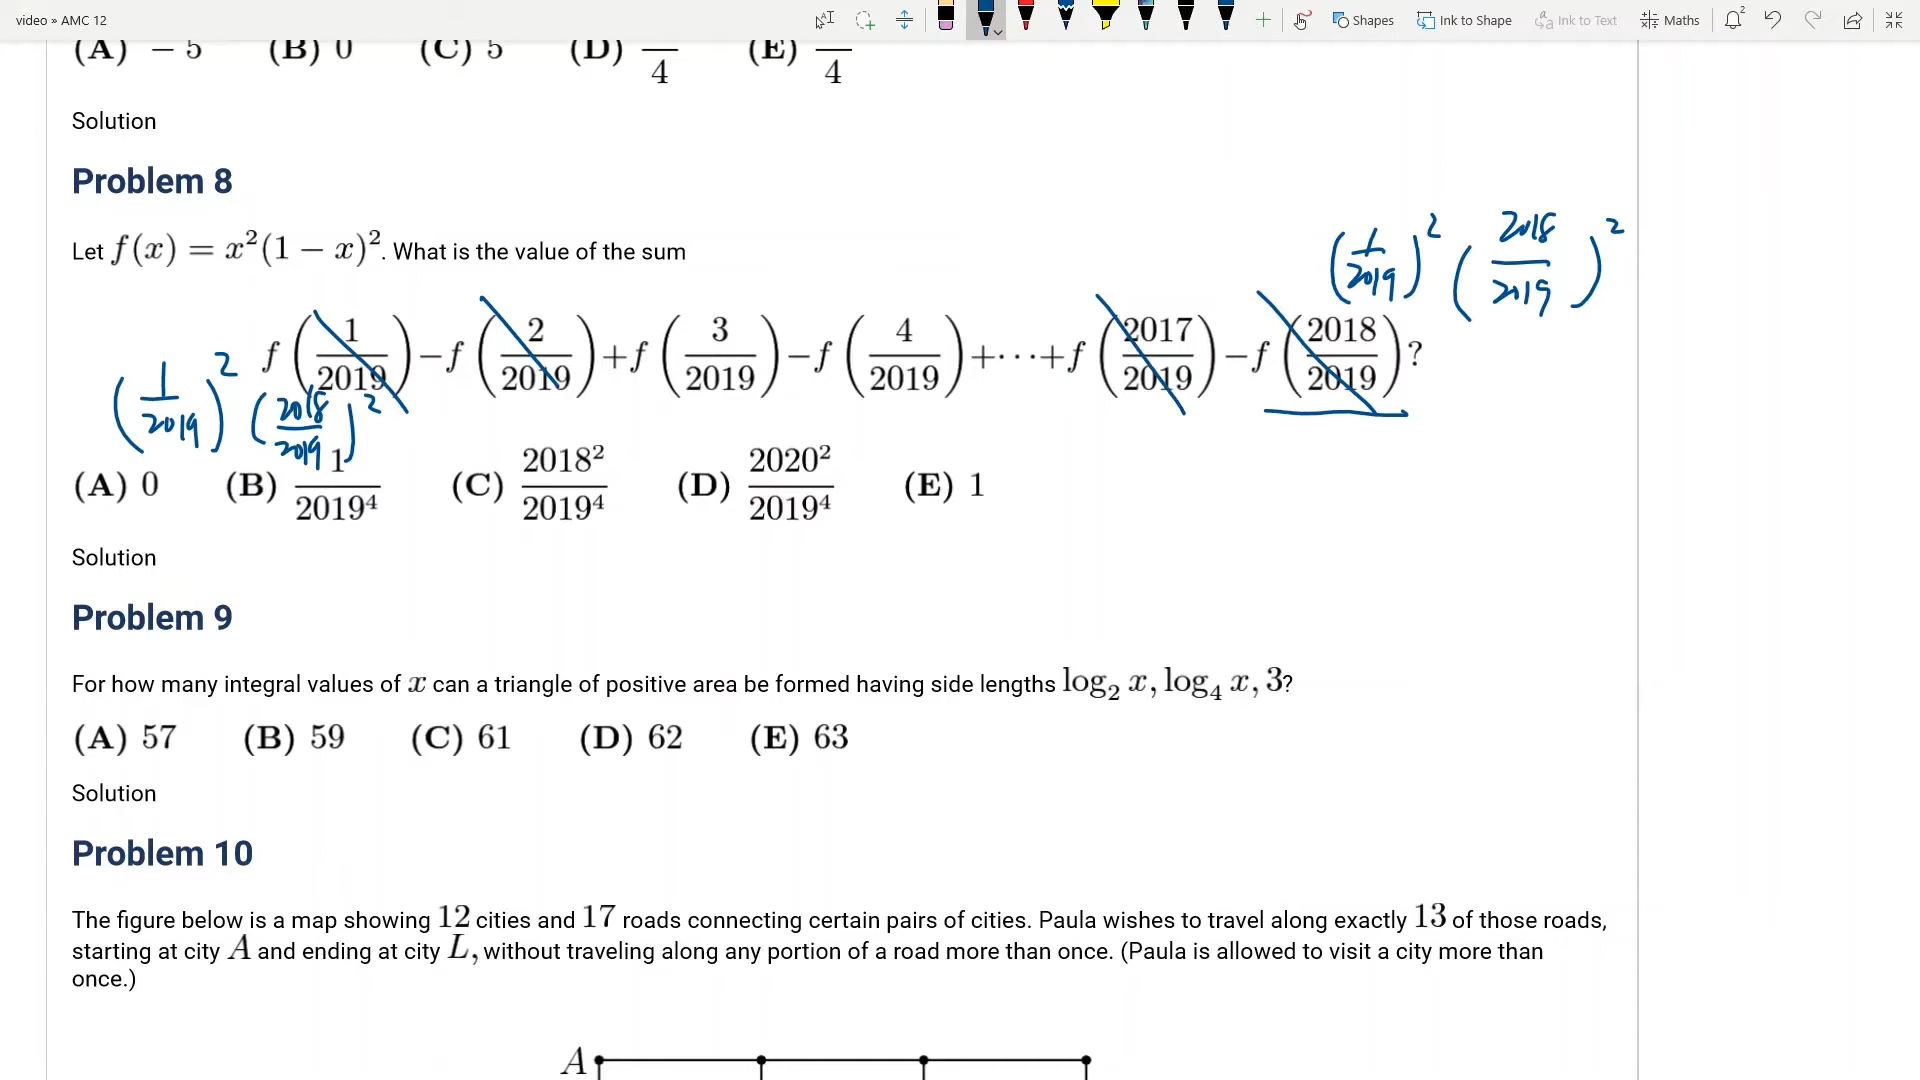 video » AMC 12
Shapes Ink to Shape Ink to Text Maths 2
(A) − 5 (B) 0 (C) 5 (D) —/4 (E) —/4
Solution
Problem 8
Let f(x) = x²(1 − x)². What is the value of the sum
(1/2019)² (2018/2019)²
f(1/2019)−f(2/2019)+f(3/2019)−f(4/2019)+···+f(2017/2019)−f(2018/2019)?
(1/2019)² (2018/2019)²
(A) 0 (B) 1/2019⁴ (C) 2018²/2019⁴ (D) 2020²/2019⁴ (E) 1
Solution
Problem 9
For how many integral values of x can a triangle of positive area be formed having side lengths log₂ x, log₄ x, 3?
(A) 57 (B) 59 (C) 61 (D) 62 (E) 63
Solution
Problem 10
The figure below is a map showing 12 cities and 17 roads connecting certain pairs of cities. Paula wishes to travel along exactly 13 of those roads,
starting at city A and ending at city L, without traveling along any portion of a road more than once. (Paula is allowed to visit a city more than
once.)
A